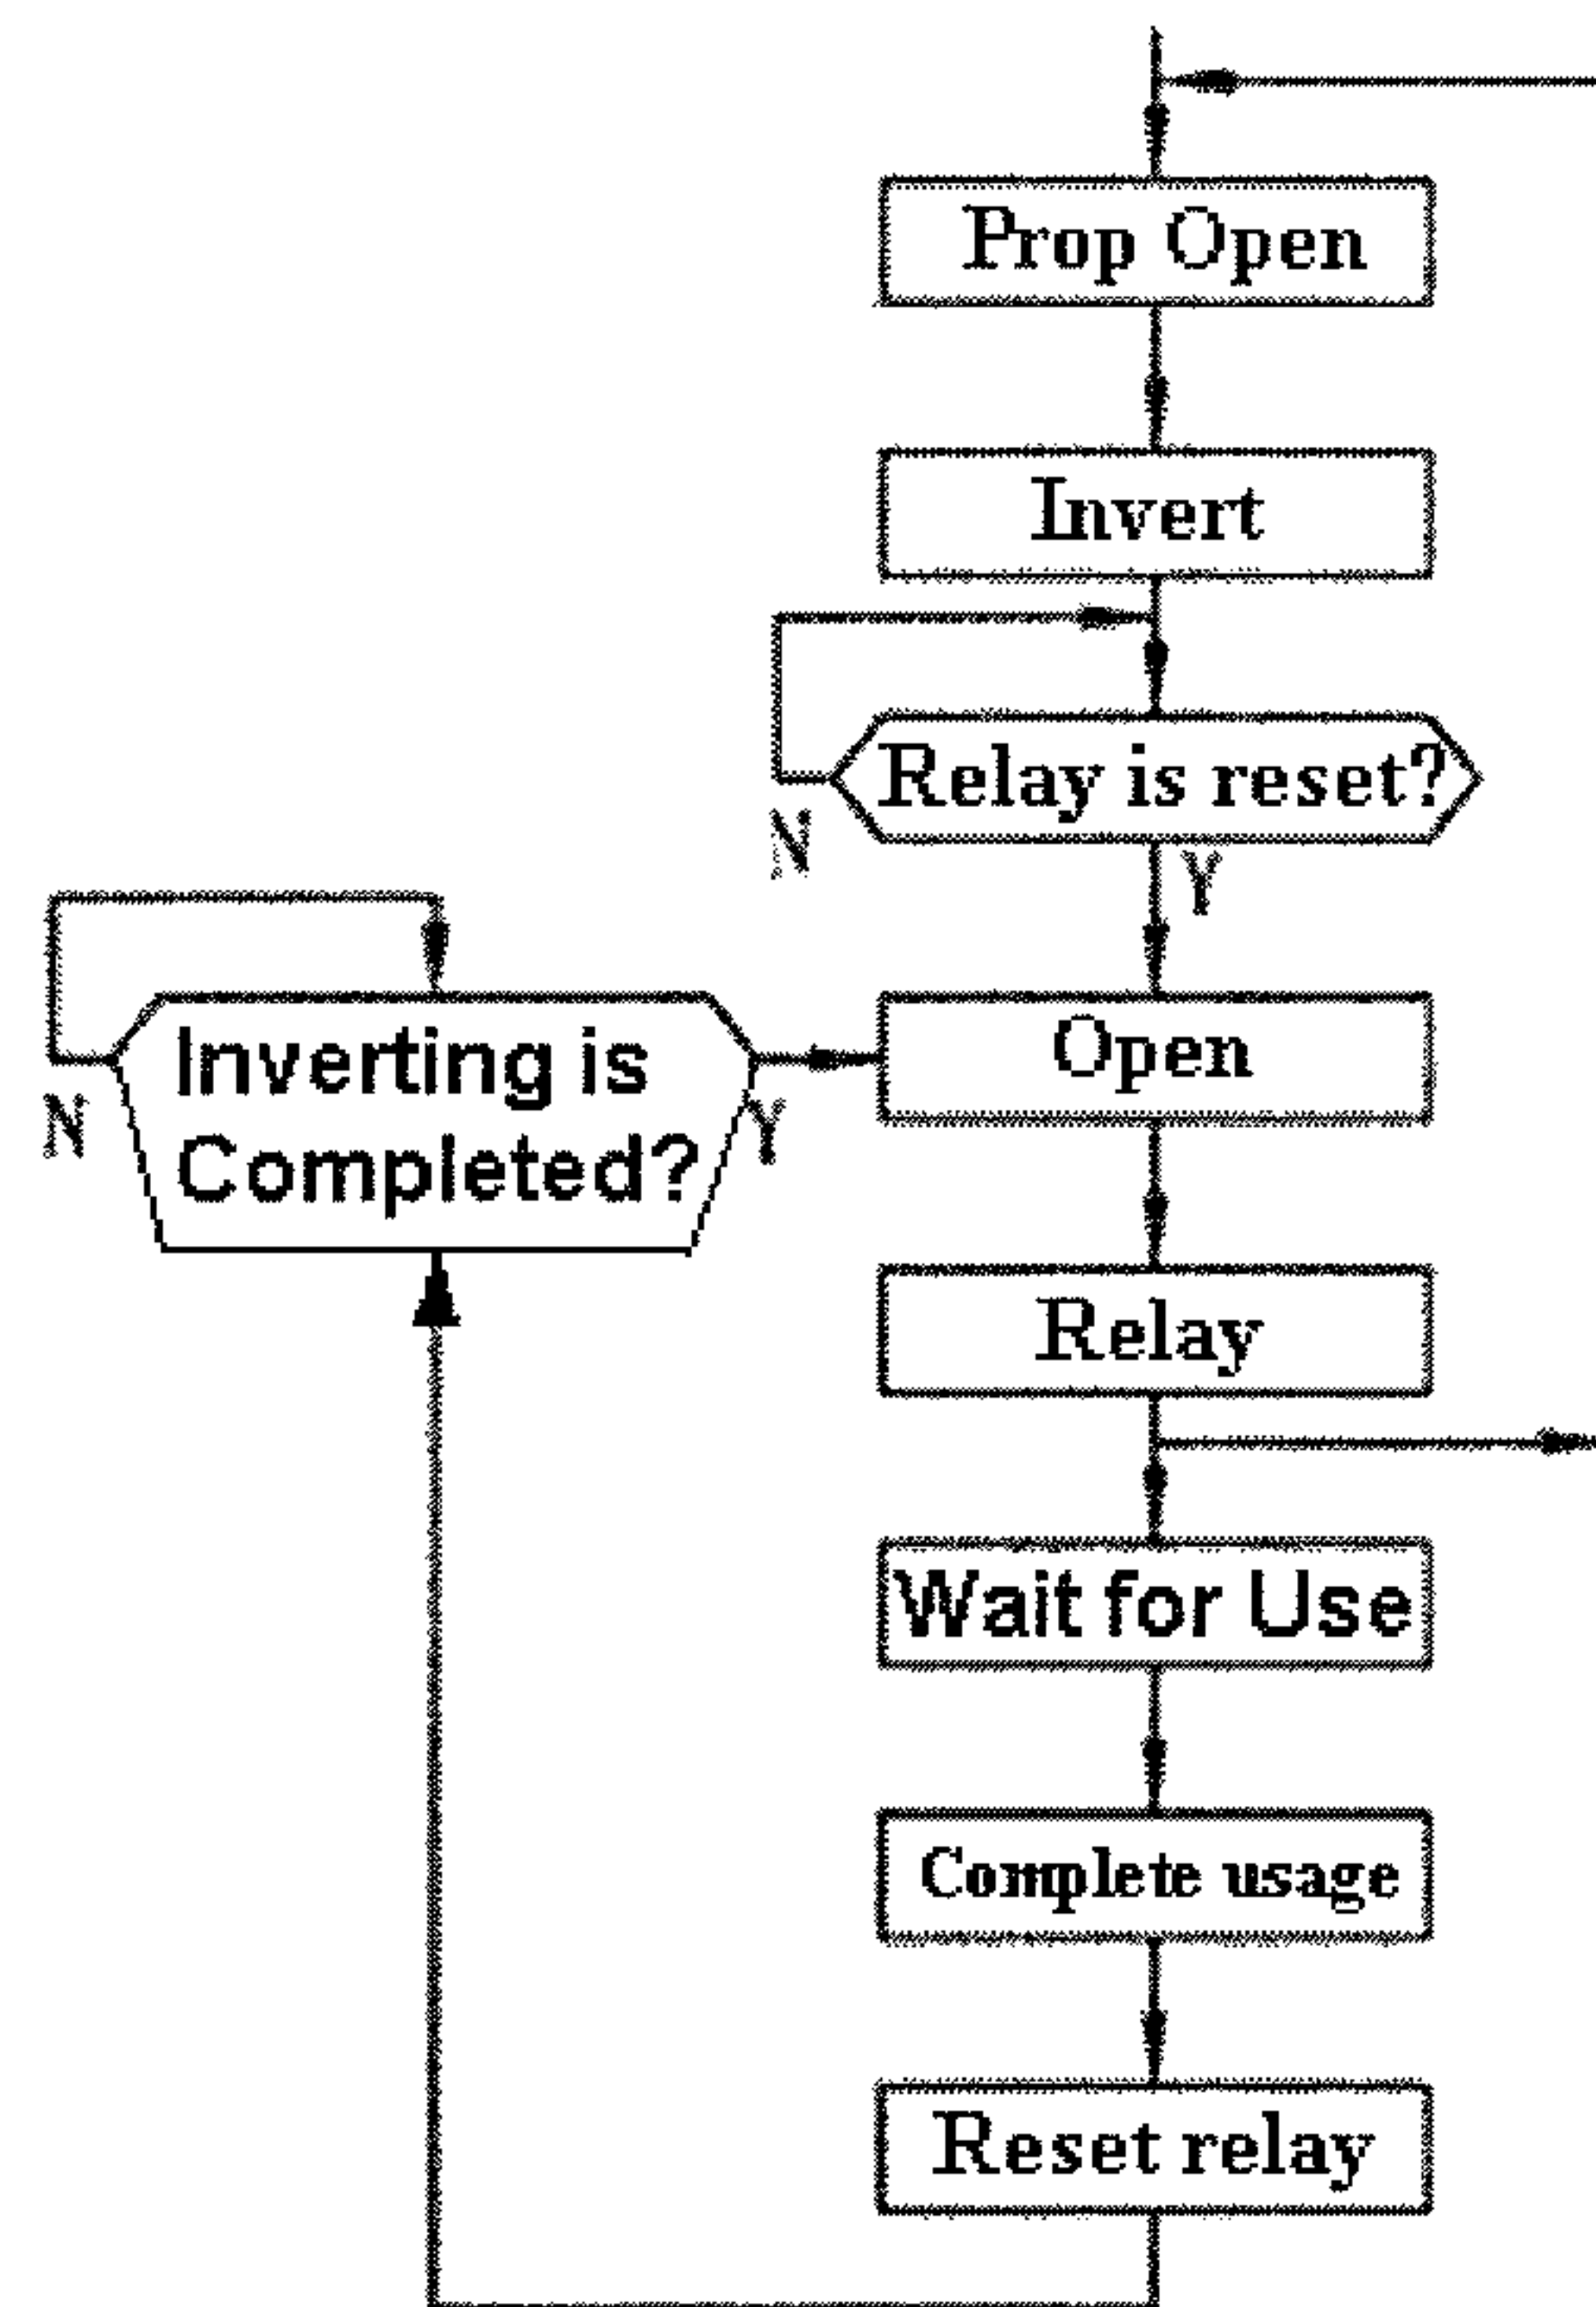 Prop Open
Invert
Relay is reset?
N
Y
Inverting is
Completed?
N
Y
Open
Relay
Wait for Use
Complete usage
Reset relay